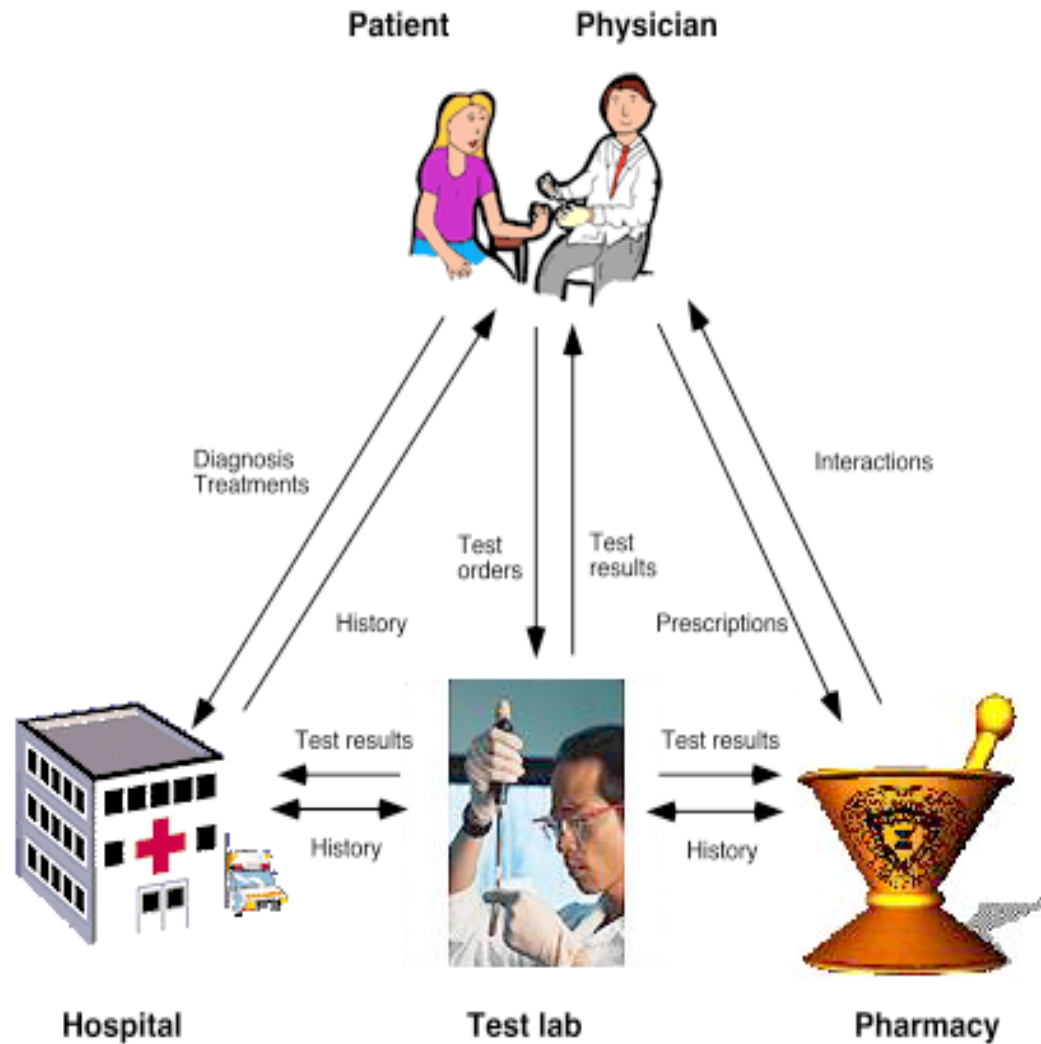 Patient Physician
Diagnosis
Treatments
Interactions
Test
orders
Test
results
History
Prescriptions
Test results
Test results
History
History
Hospital Test lab Pharmacy